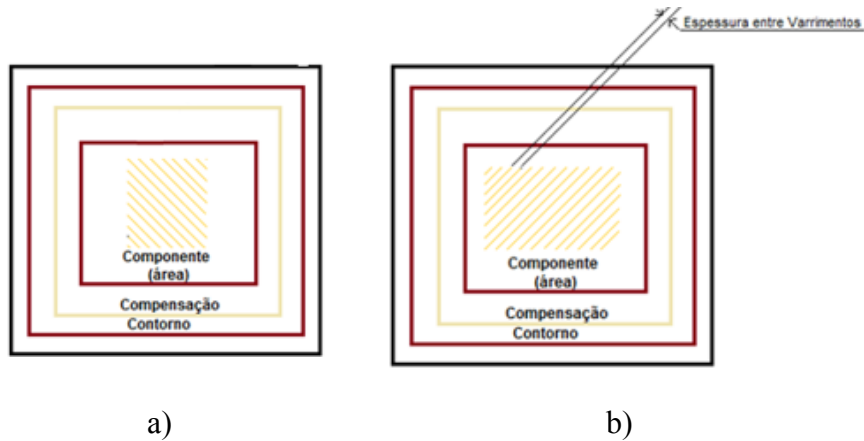 Espessura entre Varrimentos
Componente
(área)
Compensação
Contorno
Componente
(área)
Compensação
Contorno
a)
b)